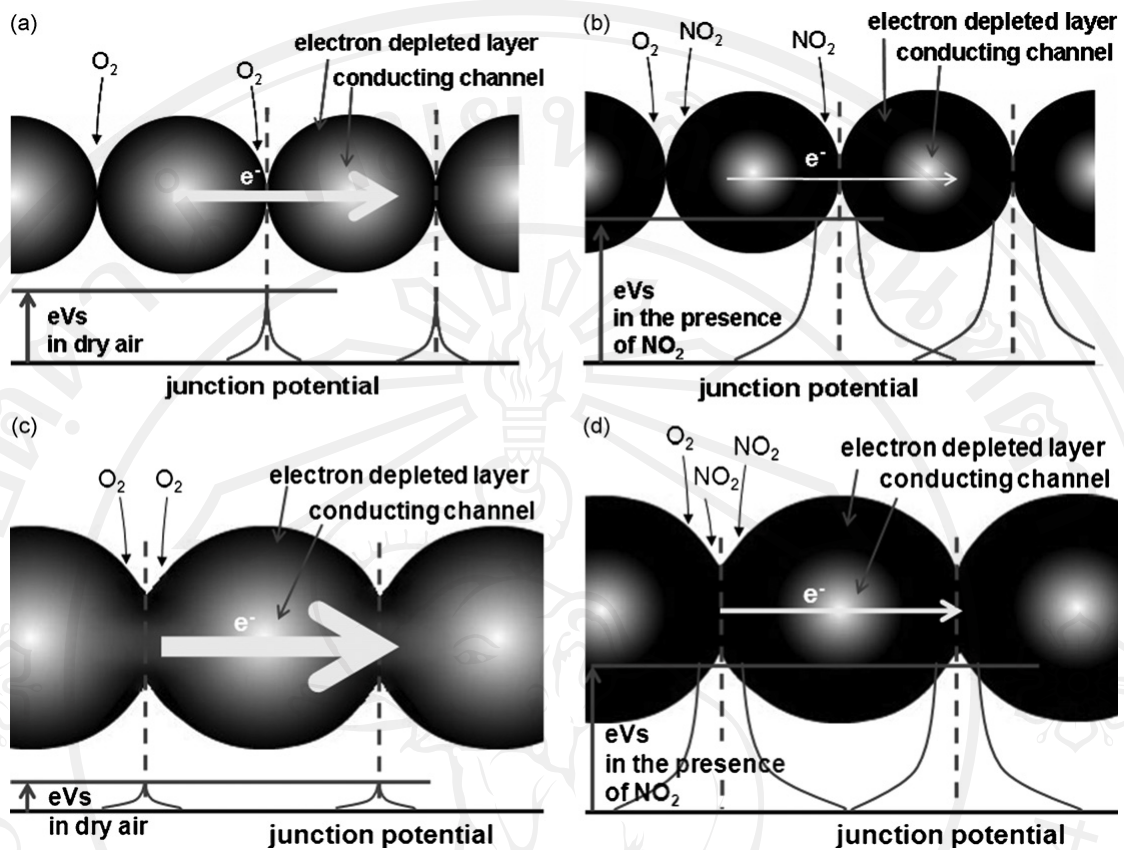 (a)
O₂
O₂
electron depleted layer
conducting channel
e⁻
eVs
in dry air
junction potential
(b)
O₂
NO₂
NO₂
electron depleted layer
conducting channel
e⁻
eVs
in the presence
of NO₂
junction potential
(c)
O₂
O₂
electron depleted layer
conducting channel
e⁻
eVs
in dry air
junction potential
(d)
O₂
NO₂
NO₂
electron depleted layer
conducting channel
e⁻
eVs
in the presence
of NO₂
junction potential